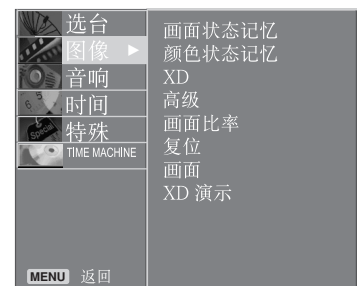 选台
图像
音响
时间
特殊
TIME MACHINE
MENU 返回
画面状态记忆
颜色状态记忆
XD
高级
画面比率
复位
画面
XD 演示